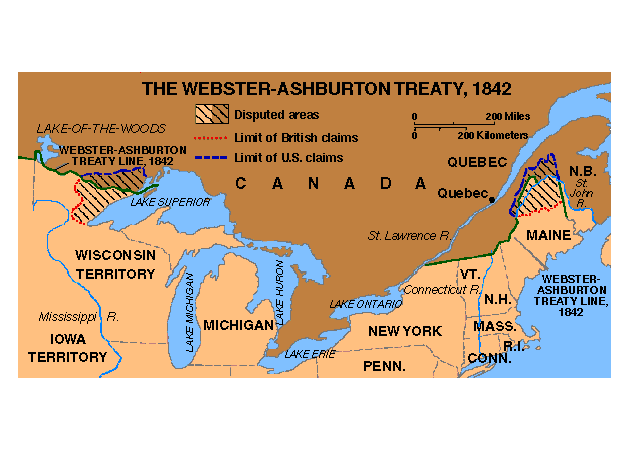 THE WEBSTER-ASHBURTON TREATY, 1842
Disputed areas
Limit of British claims
Limit of U.S. claims
0 200 Miles
0 200 Kilometers
LAKE-OF-THE-WOODS
WEBSTER-ASHBURTON
TREATY LINE, 1842
LAKE SUPERIOR
CANADA
QUEBEC
Quebec
N.B.
St.
John
R.
St. Lawrence R.
MAINE
WISCONSIN
TERRITORY
Mississippi R.
IOWA
TERRITORY
LAKE MICHIGAN
MICHIGAN
LAKE HURON
LAKE ONTARIO
LAKE ERIE
NEW YORK
PENN.
VT.
Connecticut R.
N.H.
MASS.
R.I.
CONN.
WEBSTER-
ASHBURTON
TREATY LINE,
1842